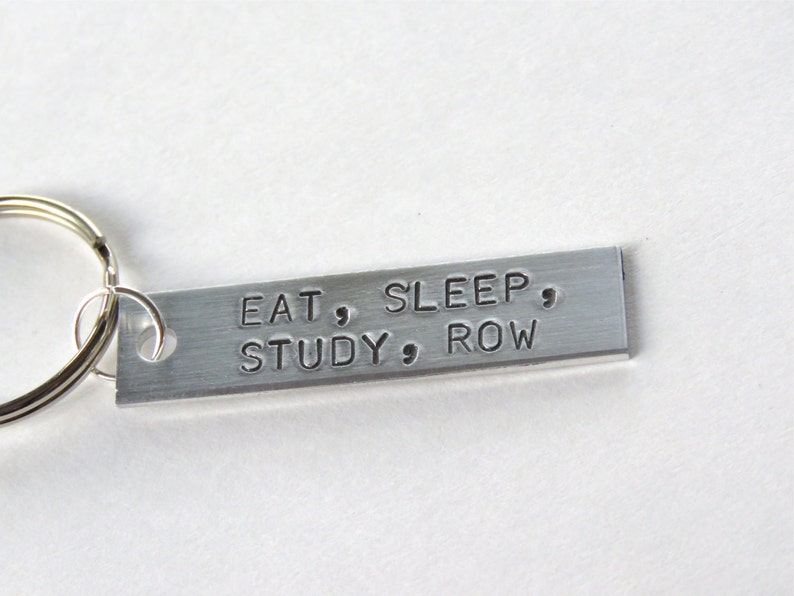 EAT, SLEEP,
STUDY, ROW